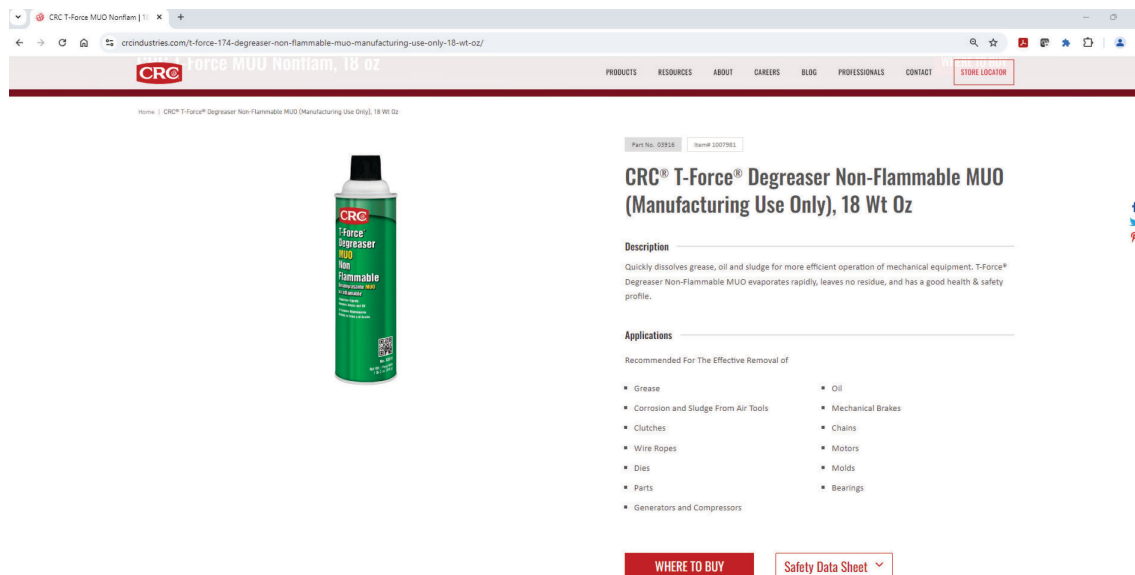 CRC T-Force MUO Nonflam | 18
crcindustries.com/t-force-174-degreaser-non-flammable-muo-manufacturing-use-only-18-wt-oz/
CRC
Force MUO Nonflam, 18 oz
PRODUCTS RESOURCES ABOUT CAREERS BLOG PROFESSIONALS CONTACT STORE LOCATOR
Home | CRC® T-Force® Degreaser Non-Flammable MUO (Manufacturing Use Only), 18 Wt Oz
Part No. 03916 Item# 1007981
CRC® T-Force® Degreaser Non-Flammable MUO
(Manufacturing Use Only), 18 Wt Oz
CRC
T-Force
Degreaser
MUO
Non
Flammable
Description
Quickly dissolves grease, oil and sludge for more efficient operation of mechanical equipment. T-Force®
Degreaser Non-Flammable MUO evaporates rapidly, leaves no residue, and has a good health & safety
profile.
Applications
Recommended For The Effective Removal of
Grease
Oil
Corrosion and Sludge From Air Tools
Mechanical Brakes
Clutches
Chains
Wire Ropes
Motors
Dies
Molds
Parts
Bearings
Generators and Compressors
WHERE TO BUY
Safety Data Sheet